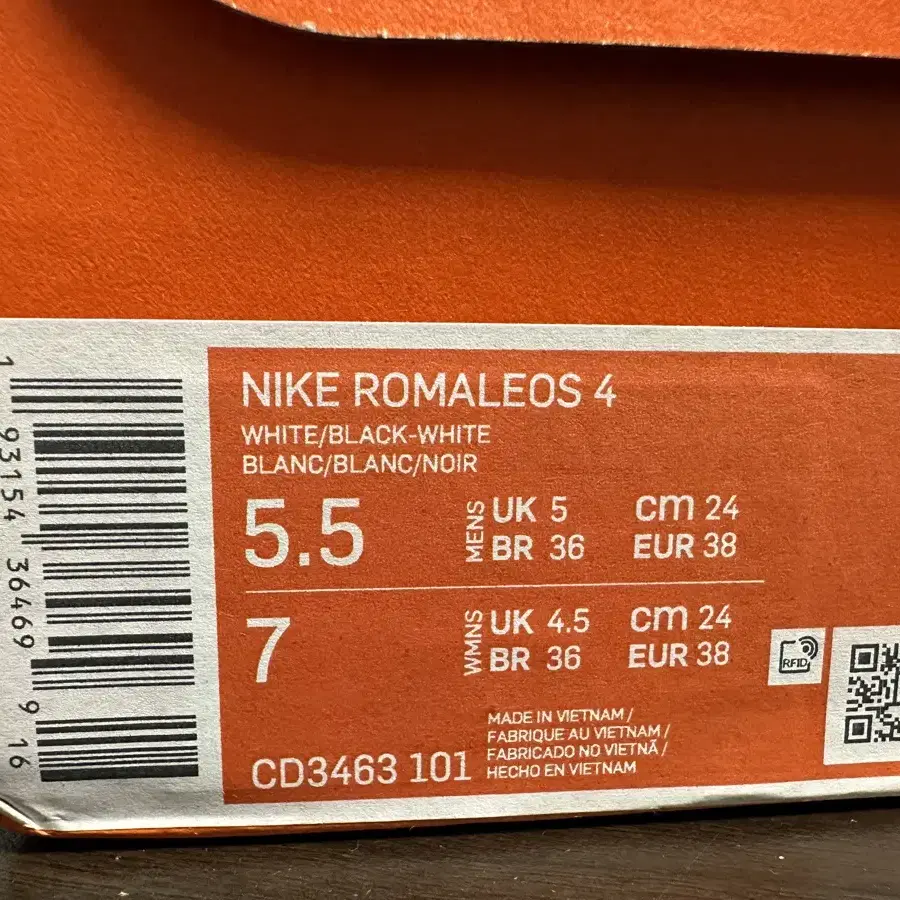 1 93154 36469 9 16
NIKE ROMALEOS 4
WHITE/BLACK-WHITE
BLANC/BLANC/NOIR
5.5
MENS
UK 5 cm 24
BR 36 EUR 38
7
WMNS
UK 4.5 cm 24
BR 36 EUR 38
RFID
MADE IN VIETNAM /
FABRIQUE AU VIETNAM /
FABRICADO NO VIETNÃ /
HECHO EN VIETNAM
CD3463 101